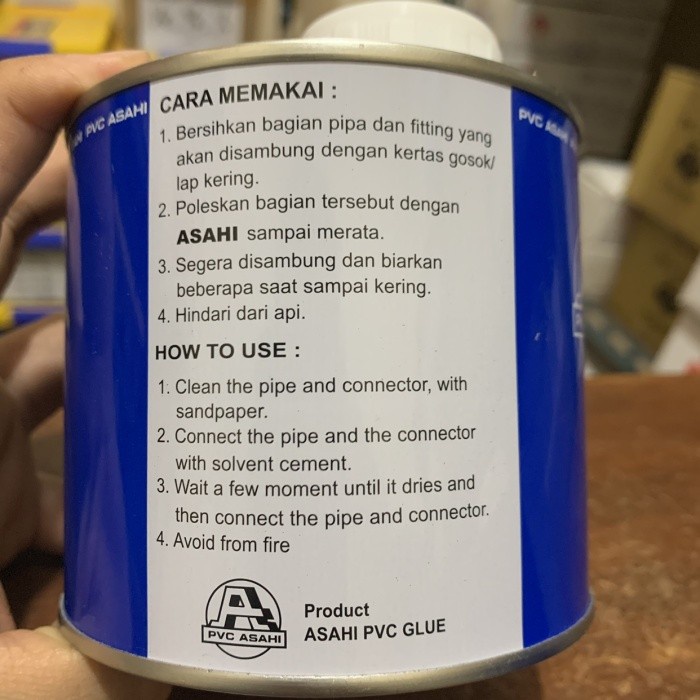 PVC ASAHI
CARA MEMAKAI :
1. Bersihkan bagian pipa dan fitting yang
akan disambung dengan kertas gosok/
lap kering.
2. Poleskan bagian tersebut dengan
ASAHI sampai merata.
3. Segera disambung dan biarkan
beberapa saat sampai kering.
4. Hindari dari api.
HOW TO USE :
1. Clean the pipe and connector, with
sandpaper.
2. Connect the pipe and the connector
with solvent cement.
3. Wait a few moment until it dries and
then connect the pipe and connector.
4. Avoid from fire
PVC ASAHI
Product
ASAHI PVC GLUE
PVC